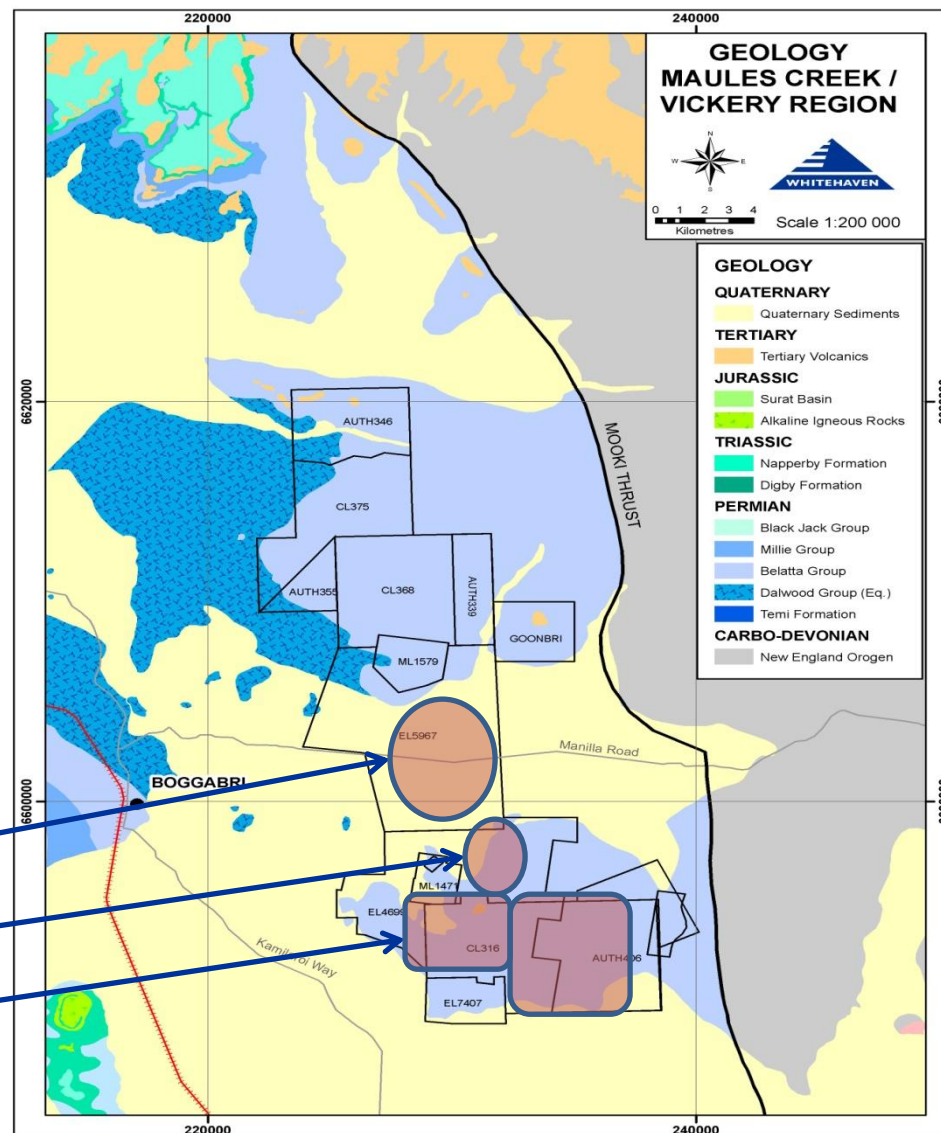 220000
240000
GEOLOGY
MAULES CREEK /
VICKERY REGION
N
W
E
S
WHITEHAVEN
0 1 2 3 4
Kilometres
Scale 1:200 000
GEOLOGY
QUATERNARY
Quaternary Sediments
TERTIARY
Tertiary Volcanics
JURASSIC
Surat Basin
Alkaline Igneous Rocks
TRIASSIC
Napperby Formation
Digby Formation
PERMIAN
Black Jack Group
Millie Group
Belatta Group
Dalwood Group (Eq.)
Temi Formation
CARBO-DEVONIAN
New England Orogen
6620000
AUTH346
MOOKI THRUST
CL375
AUTH355
CL368
AUTH339
GOONBRI
ML1579
EL5967
Manilla Road
BOGGABRI
6600000
ML1471
EL4699
CL316
AUTH406
Kamilaroi Way
EL7407
220000
240000